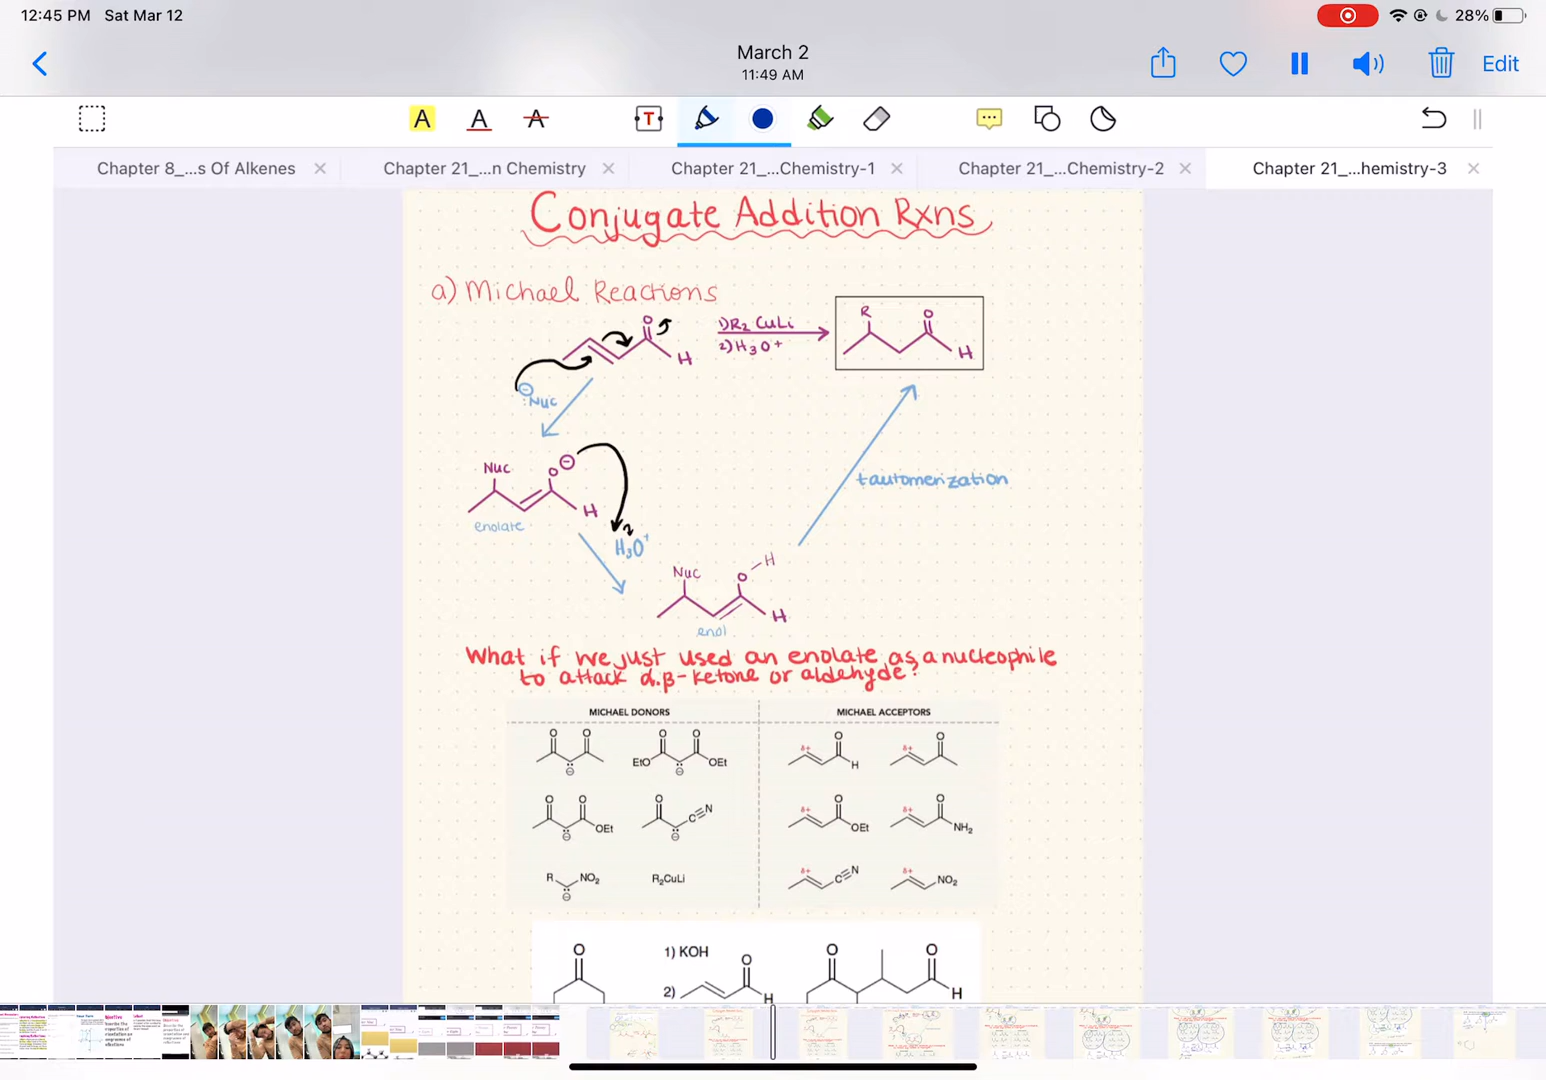 12:45 PM Sat Mar 12
28%
March 2
11:49 AM
Edit
A A A T
Chapter 8_...s Of Alkenes
Chapter 21_...n Chemistry
Chapter 21_...Chemistry-1
Chapter 21_...Chemistry-2
Chapter 21_...hemistry-3
Conjugate Addition Rxns
a) Michael Reactions
O
H
:Nuc
1) R2 CuLi
2) H3O+
R
O
H
Nuc
O
H
enolate
H3O+
tautomerization
Nuc
O-H
H
enol
What if we just used an enolate as a nucleophile
to attack α,β-ketone or aldehyde?
MICHAEL DONORS
MICHAEL ACCEPTORS
O O
O O
EtO OEt
δ+ O
H
δ+ O
O O
OEt
O
C≡N
δ+ O
OEt
δ+ O
NH2
R NO2
R2CuLi
δ+ C≡N
δ+ NO2
O
1) KOH
2)
O
H
O O
H